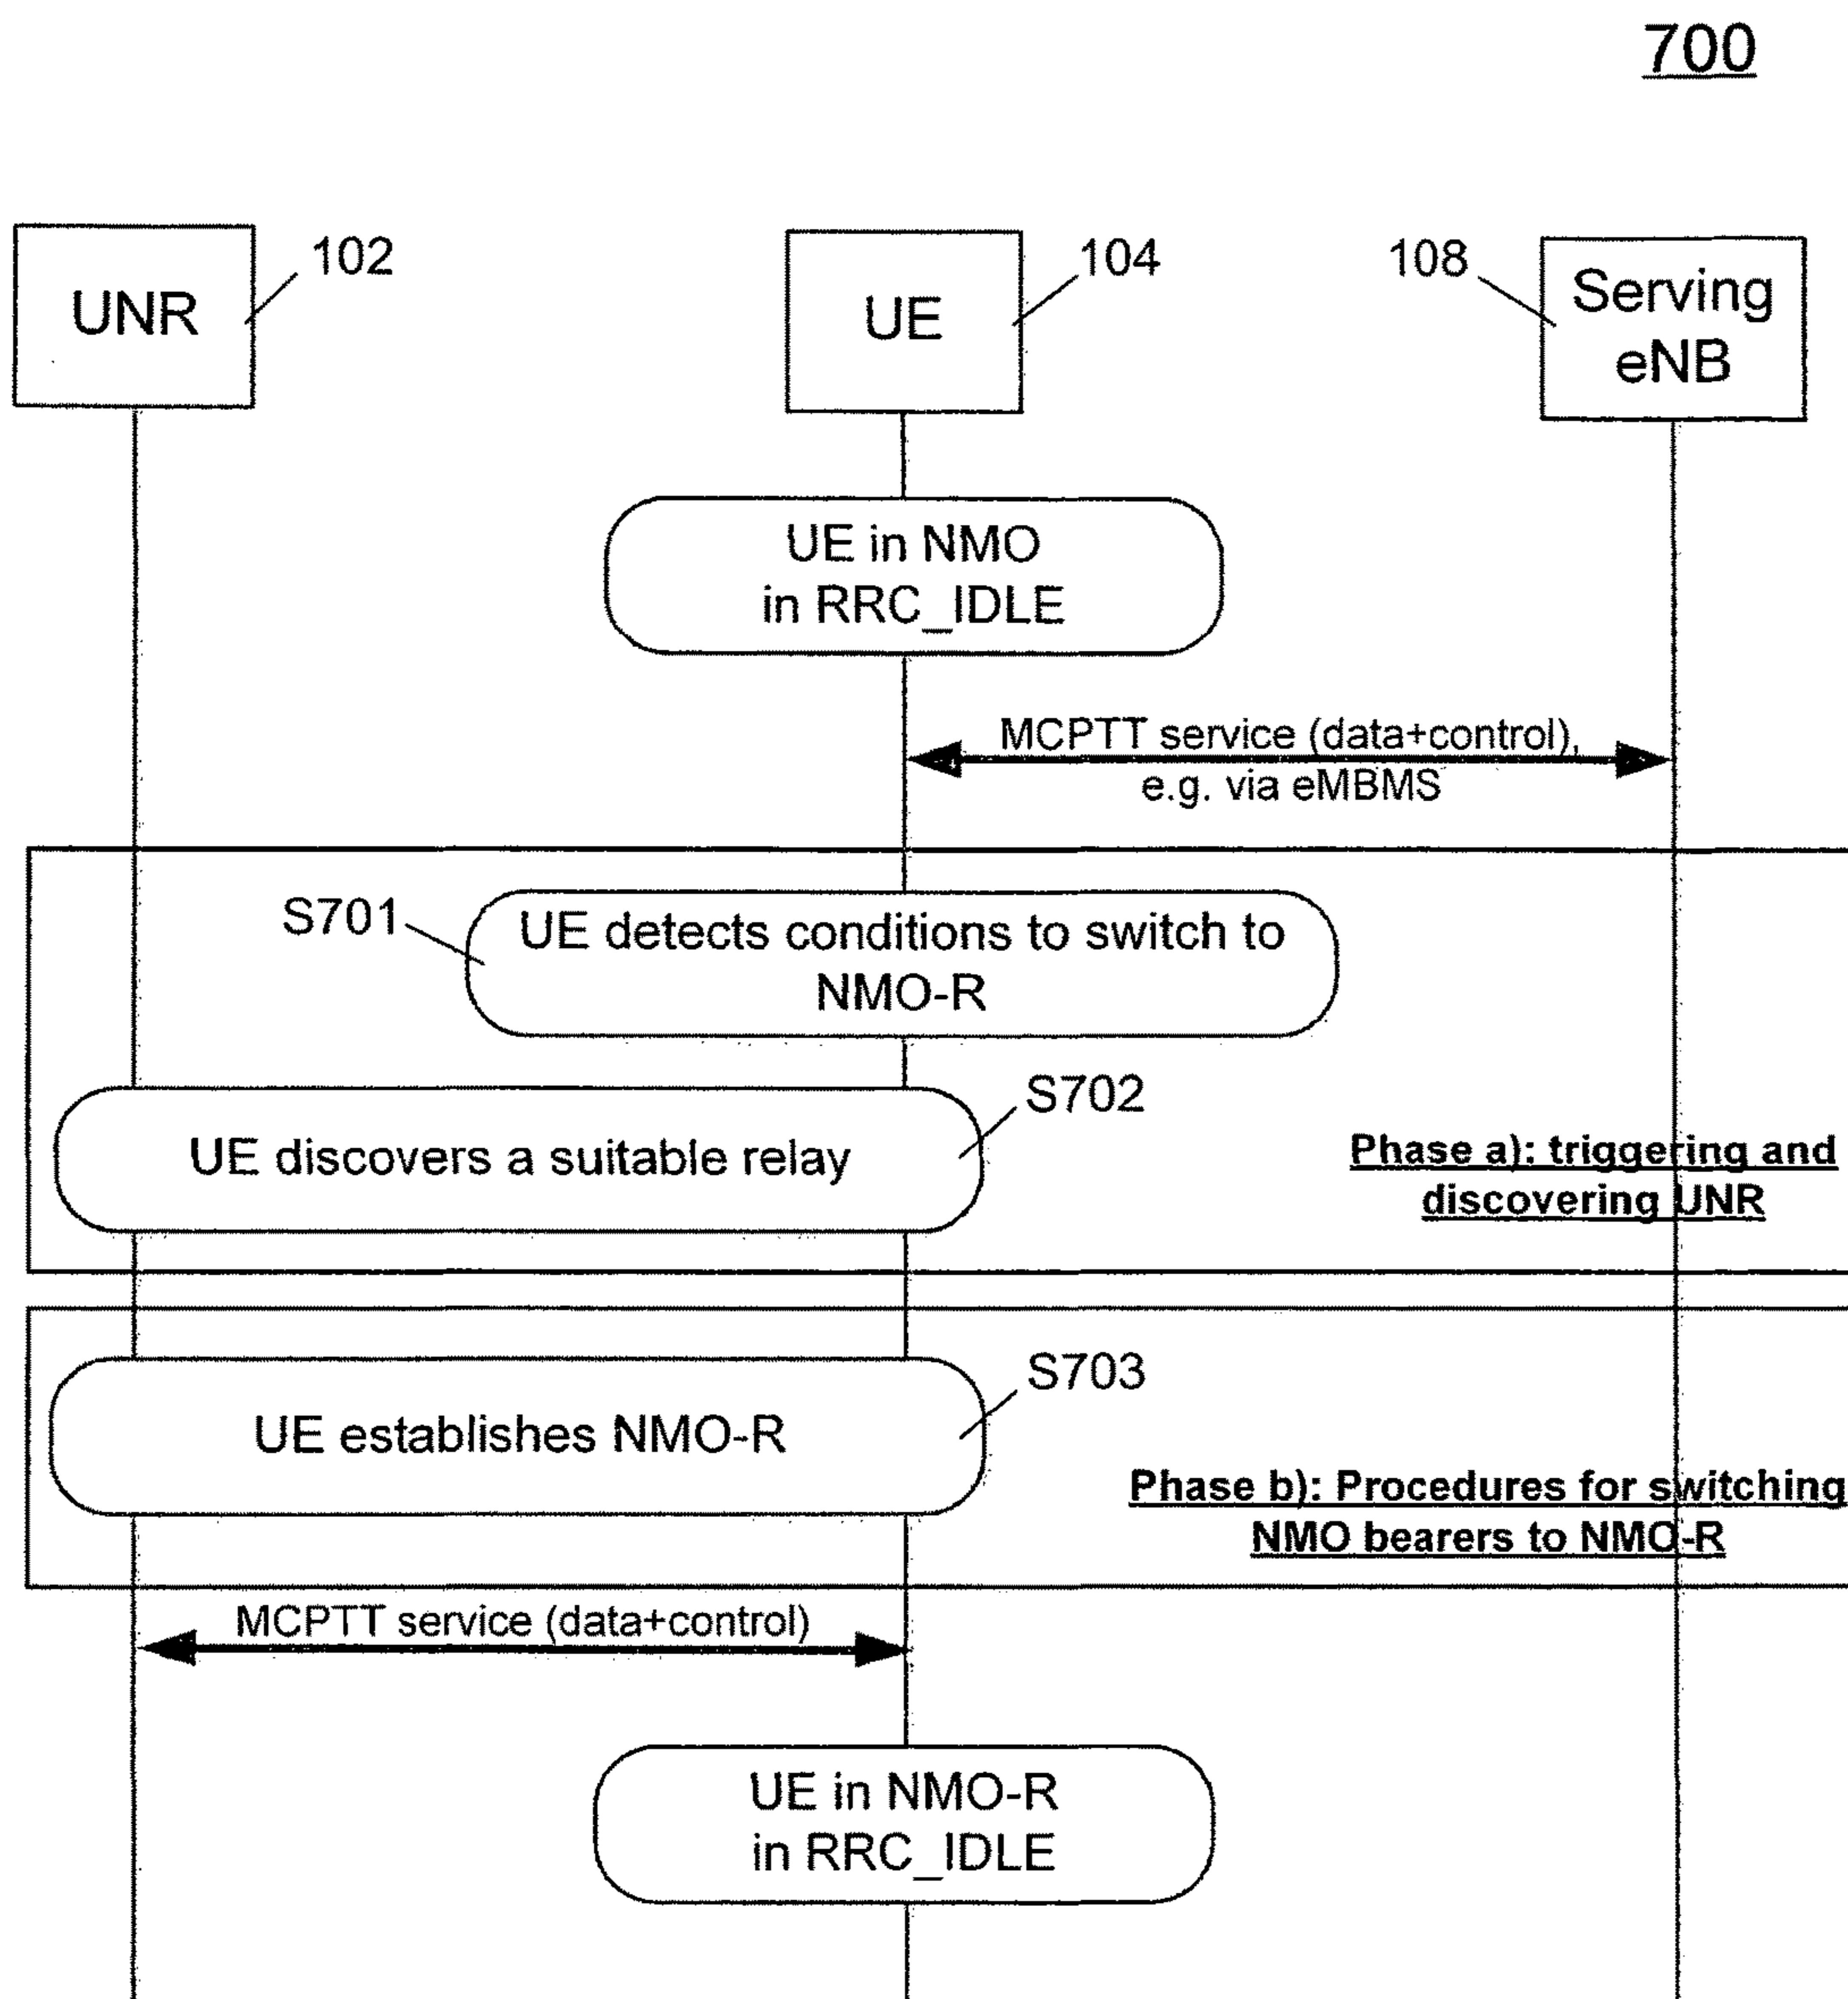 700
UNR
102
UE
104
108
Serving
eNB
UE in NMO
in RRC_IDLE
MCPTT service (data+control),
e.g. via eMBMS
S701
UE detects conditions to switch to
NMO-R
S702
UE discovers a suitable relay
Phase a): triggering and
discovering UNR
S703
UE establishes NMO-R
Phase b): Procedures for switching
NMO bearers to NMO-R
MCPTT service (data+control)
UE in NMO-R
in RRC_IDLE